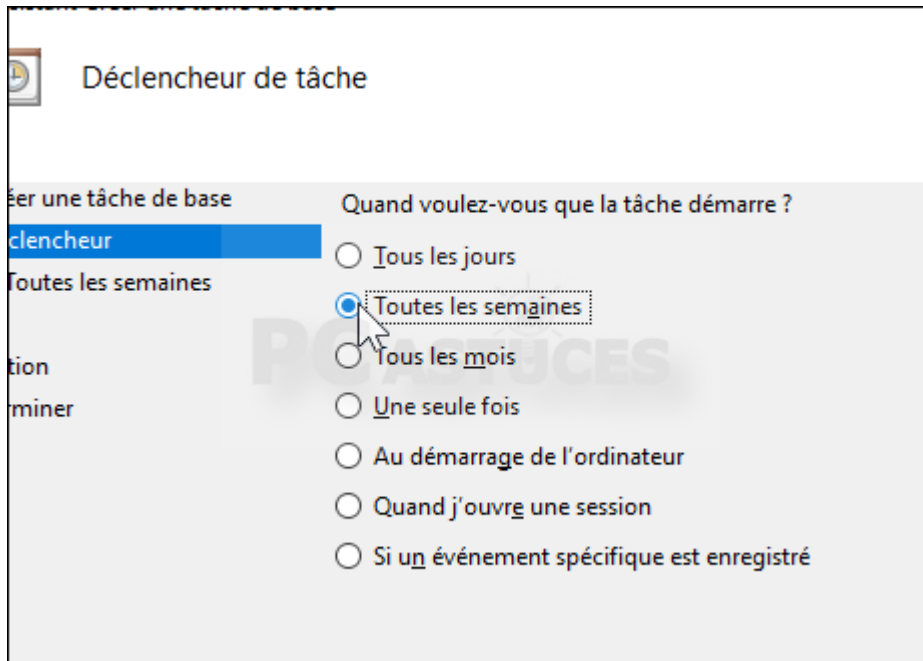 Déclencheur de tâche
éer une tâche de base
clencheur
Toutes les semaines
tion
rminer
Quand voulez-vous que la tâche démarre ?
Tous les jours
Toutes les semaines
Tous les mois
Une seule fois
Au démarrage de l'ordinateur
Quand j'ouvre une session
Si un événement spécifique est enregistré
PC ASTUCES